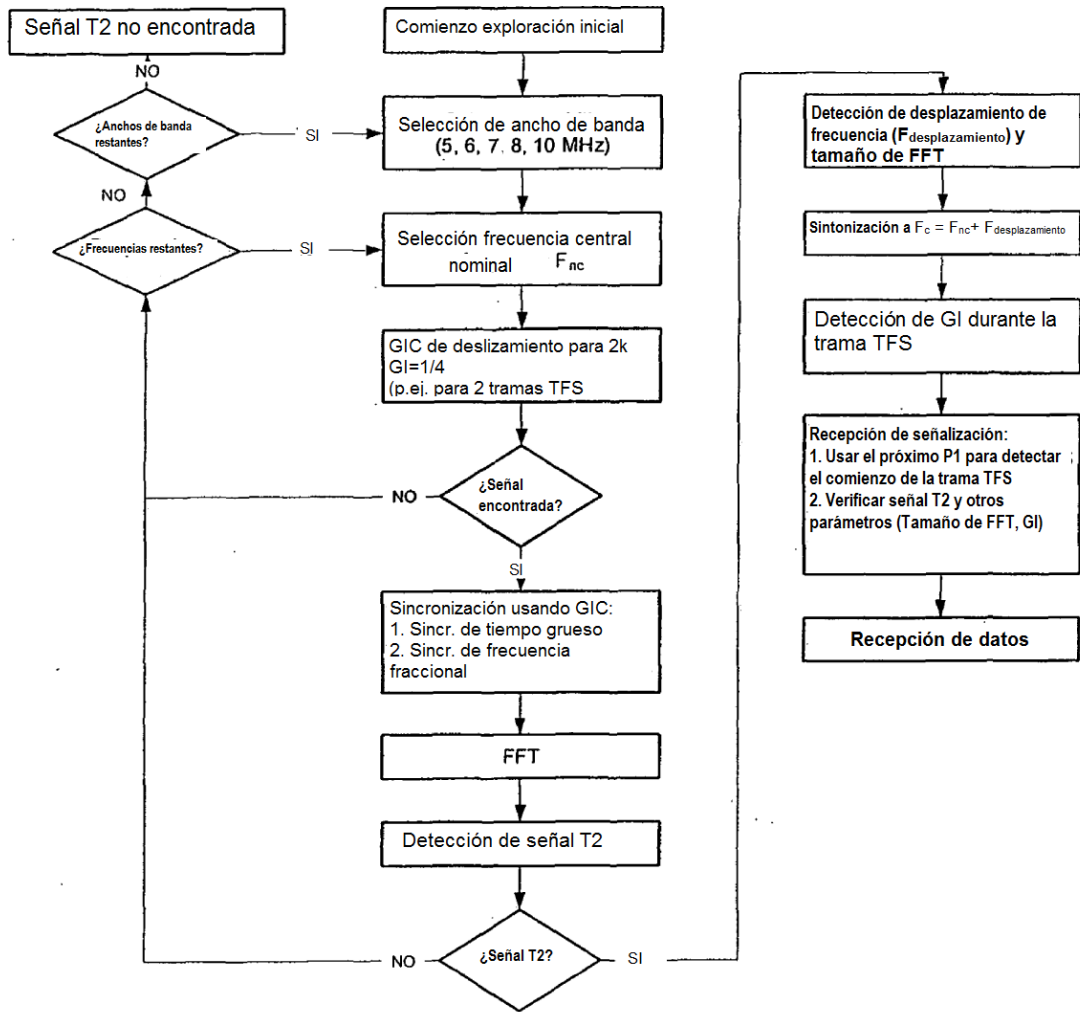 Señal T2 no encontrada
Comienzo exploración inicial
NO
¿Anchos de banda
restantes?
SI
Selección de ancho de banda
(5, 6, 7, 8, 10 MHz)
NO
¿Frecuencias restantes?
SI
Selección frecuencia central
nominal Fnc
GIC de deslizamiento para 2k
GI=1/4
(p.ej. para 2 tramas TFS
¿Señal
encontrada?
NO
SI
Sincronización usando GIC:
1. Sincr. de tiempo grueso
2. Sincr. de frecuencia
fraccional
FFT
Detección de señal T2
¿Señal T2?
NO
SI
Detección de desplazamiento de
frecuencia (Fdesplazamiento) y
tamaño de FFT
Sintonización a Fc = Fnc+ Fdesplazamiento
Detección de GI durante la
trama TFS
Recepción de señalización:
1. Usar el próximo P1 para detectar
el comienzo de la trama TFS
2. Verificar señal T2 y otros
parámetros (Tamaño de FFT, GI)
Recepción de datos